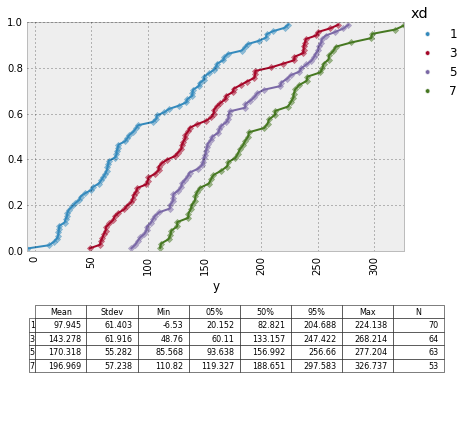 xd
1.0
0.8
0.6
0.4
0.2
0.0
0 50 100 150 200 250 300
y
1
3
5
7
Mean Stdev Min 05% 50% 95% Max N
1 97.945 61.403 -6.53 20.152 82.821 204.688 224.138 70
3 143.278 61.916 48.76 60.11 133.157 247.422 268.214 64
5 170.318 55.282 85.568 93.638 156.992 256.66 277.204 63
7 196.969 57.238 110.82 119.327 188.651 297.583 326.737 53